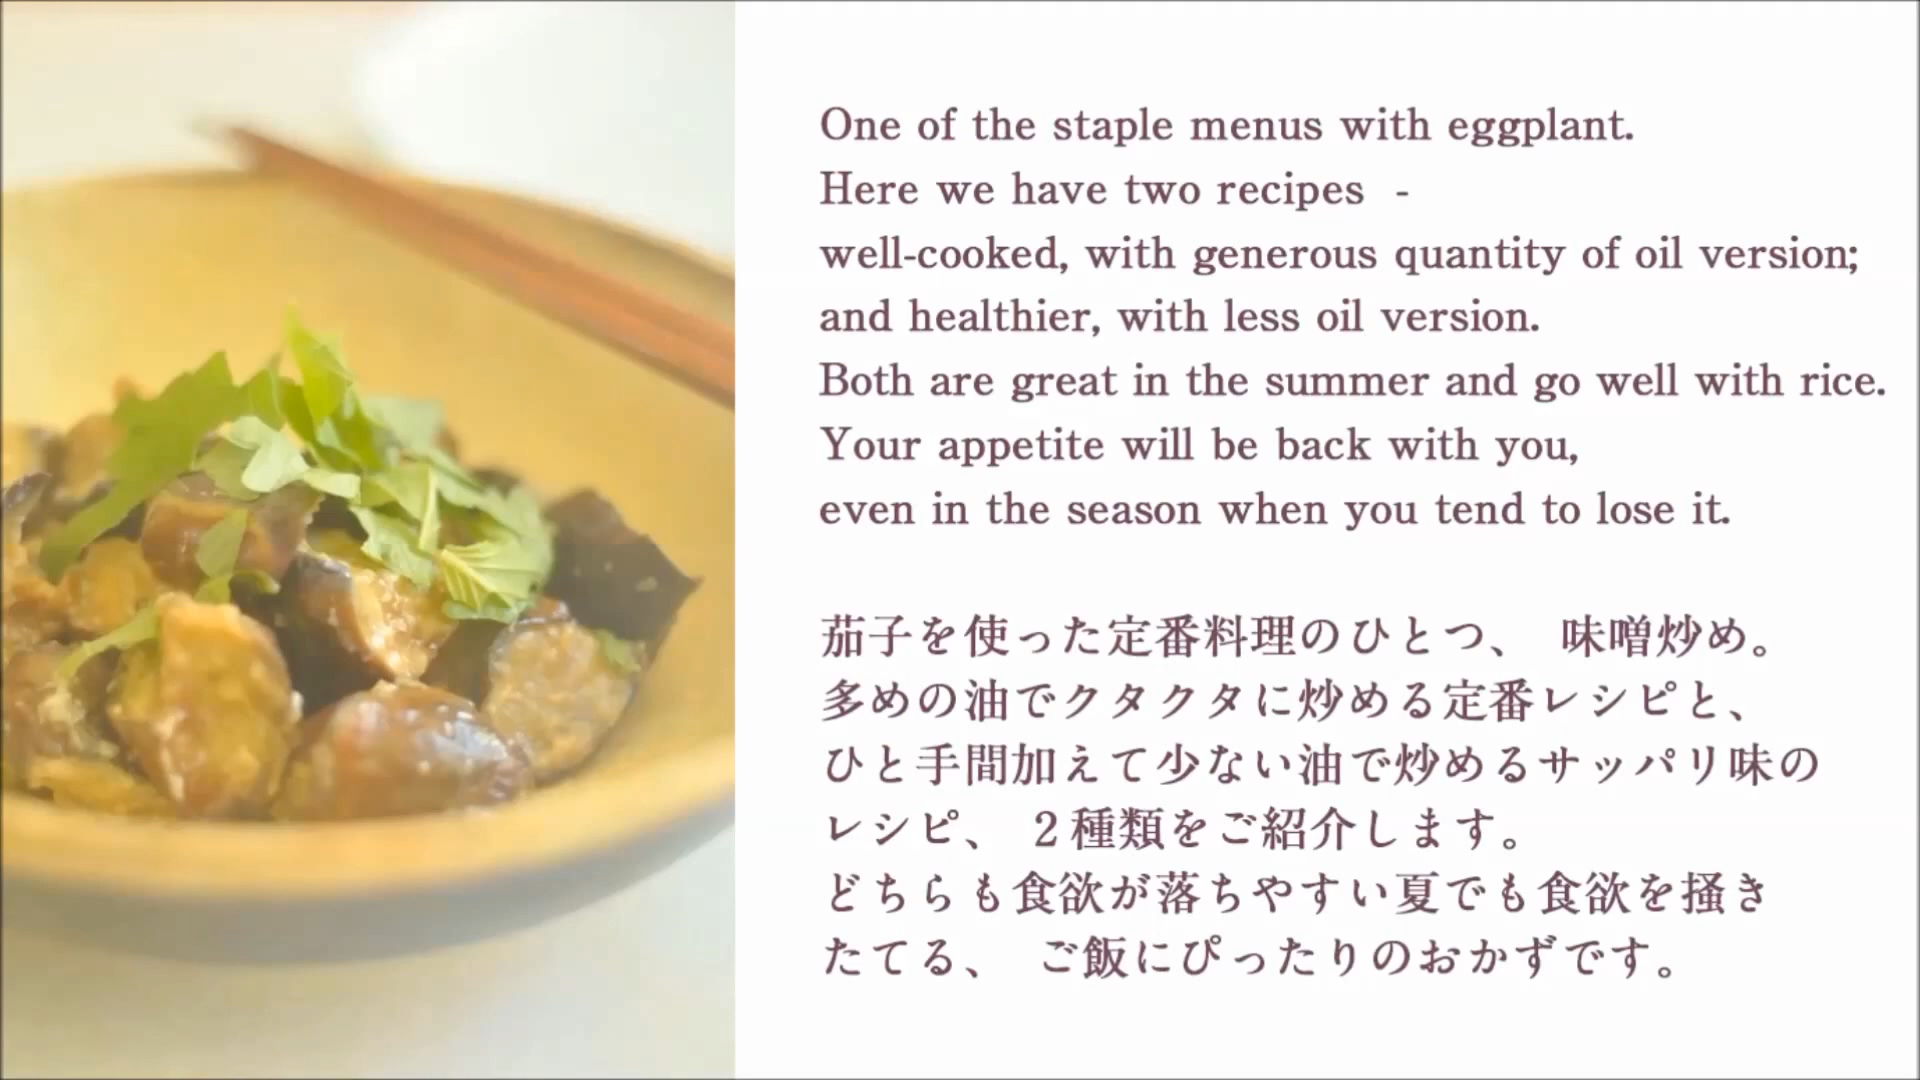 One of the staple menus with eggplant.
Here we have two recipes -
well-cooked, with generous quantity of oil version;
and healthier, with less oil version.
Both are great in the summer and go well with rice.
Your appetite will be back with you,
even in the season when you tend to lose it.
茄子を使った定番料理のひとつ、 味噌炒め。
多めの油でクタクタに炒める定番レシピと、
ひと手間加えて少ない油で炒めるサッパリ味の
レシピ、 ２種類をご紹介します。
どちらも食欲が落ちやすい夏でも食欲を掻き
たてる、 ご飯にぴったりのおかずです。